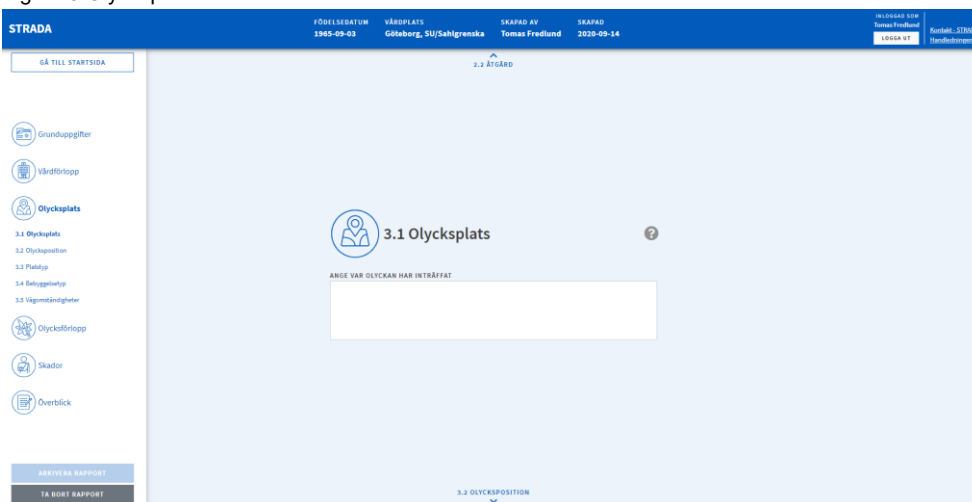 STRADA
FÖDELSEDATUM
1965-09-03
VÅRDPLATS
Göteborg, SU/Sahlgrenska
SKAPAD AV
Tomas Fredlund
SKAPAD
2020-09-14
INLOGGAD SOM
Tomas Fredlund
LOGGA UT
Kontakt - STRA
Handledningen
GÅ TILL STARTSIDA
2.2 ÅTGÄRD
Grunduppgifter
Vårdförlopp
Olycksplats
3.1 Olycksplats
3.2 Olycksposition
3.3 Platstyp
3.4 Bebyggelsetyp
3.5 Vägomständigheter
Olycksförlopp
Skador
Överblick
3.1 Olycksplats
?
ANGE VAR OLYCKAN HAR INTRÄFFAT
ARKIVERA RAPPORT
TA BORT RAPPORT
3.2 OLYCKSPOSITION